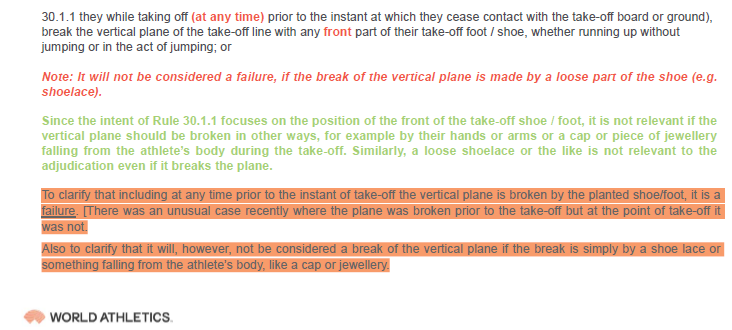 30.1.1 they while taking off (at any time) prior to the instant at which they cease contact with the take-off board or ground),
break the vertical plane of the take-off line with any front part of their take-off foot / shoe, whether running up without
jumping or in the act of jumping; or
Note: It will not be considered a failure, if the break of the vertical plane is made by a loose part of the shoe (e.g.
shoelace).
Since the intent of Rule 30.1.1 focuses on the position of the front of the take-off shoe / foot, it is not relevant if the
vertical plane should be broken in other ways, for example by their hands or arms or a cap or piece of jewellery
falling from the athlete's body during the take-off. Similarly, a loose shoelace or the like is not relevant to the
adjudication even if it breaks the plane.
To clarify that including at any time prior to the instant of take-off the vertical plane is broken by the planted shoe/foot, it is a
failure. [There was an unusual case recently where the plane was broken prior to the take-off but at the point of take-off it
was not.
Also to clarify that it will, however, not be considered a break of the vertical plane if the break is simply by a shoe lace or
something falling from the athlete's body, like a cap or jewellery.
WORLD ATHLETICS.